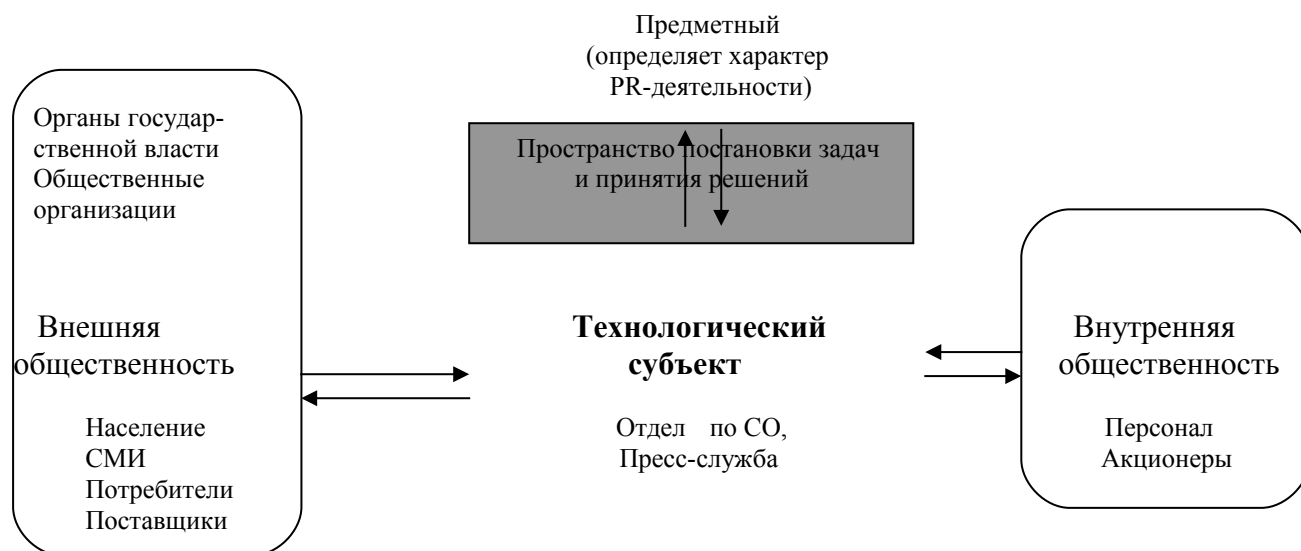 Предметный
(определяет характер
PR-деятельности)
Органы государ-
ственной власти
Общественные
организации
Внешняя
общественность
Население
СМИ
Потребители
Поставщики
Пространство постановки задач
и принятия решений
Технологический
субъект
Отдел по СО,
Пресс-служба
Внутренняя
общественность
Персонал
Акционеры